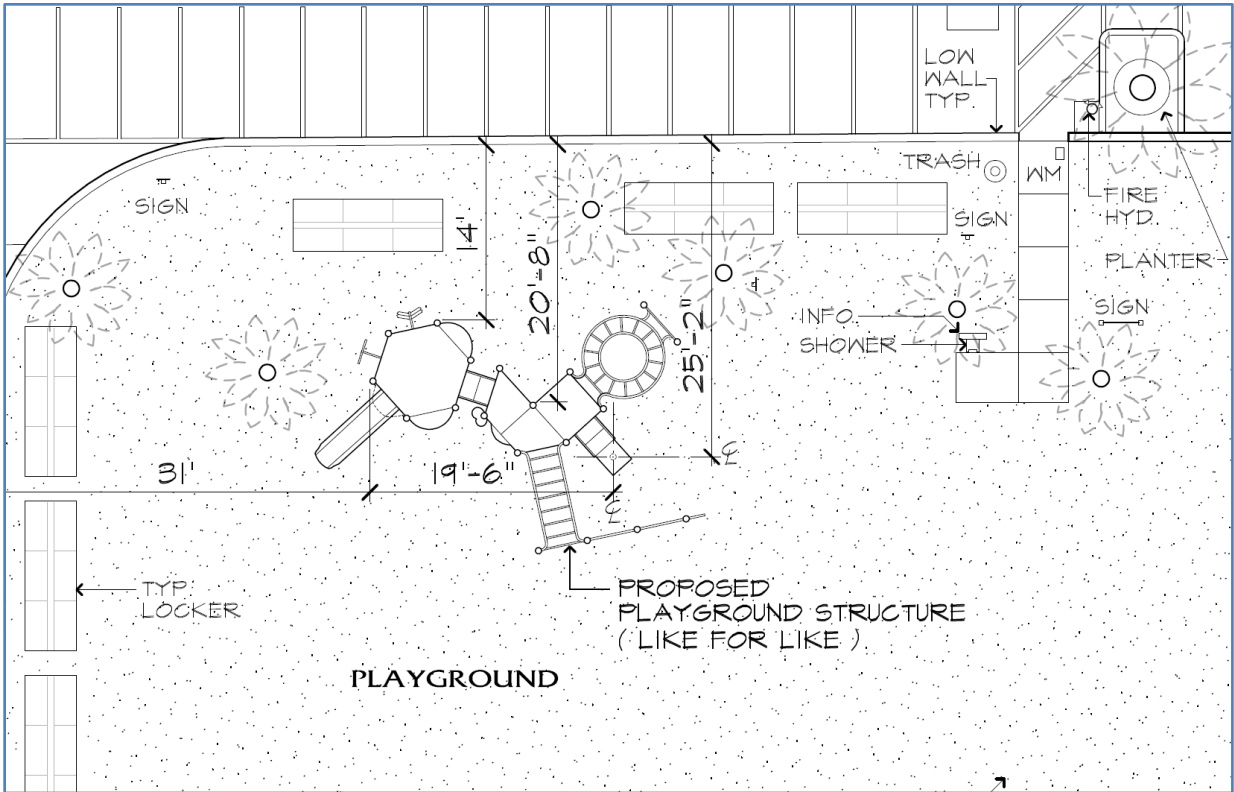 LOW
WALL
TYP.
TRASH
WM
SIGN
SIGN
FIRE
HYD.
PLANTER
14'
20'-8"
25'-2"
INFO.
SHOWER
SIGN
31'
19'-6"
℄
℄
TYP.
LOCKER
PROPOSED
PLAYGROUND STRUCTURE
( LIKE FOR LIKE )
PLAYGROUND